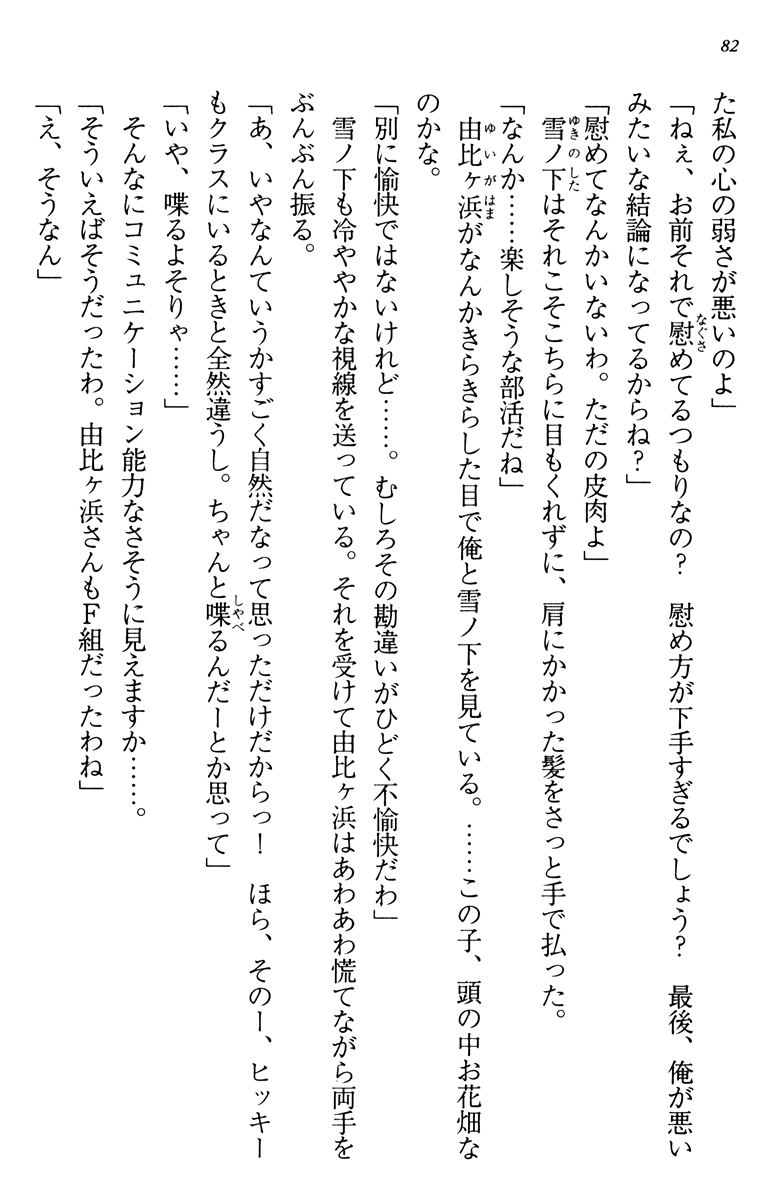 82
た私の心の弱さが悪いのよ」
「ねぇ、お前それで慰めてるつもりなの？　慰め方が下手すぎるでしょう？　最後、俺が悪い
みたいな結論になってるからね？」
「慰めてなんかいないわ。ただの皮肉よ」
　雪ノ下はそれこそこちらに目もくれずに、肩にかかった髪をさっと手で払った。
「なんか……楽しそうな部活だね」
　由比ヶ浜がなんかきらきらした目で俺と雪ノ下を見ている。……この子、頭の中お花畑な
のかな。
「別に愉快ではないけれど……。むしろその勘違いがひどく不愉快だわ」
　雪ノ下も冷ややかな視線を送っている。それを受けて由比ヶ浜はあわあわ慌てながら両手を
ぶんぶん振る。
「あ、いやなんていうかすごく自然だなって思っただけだからっ！　ほら、そのー、ヒッキー
もクラスにいるときと全然違うし。ちゃんと喋るんだーとか思って」
「いや、喋るよそりゃ……」
　そんなにコミュニケーション能力なさそうに見えますか……。
「そういえばそうだったわ。由比ヶ浜さんもＦ組だったわね」
「え、そうなん」